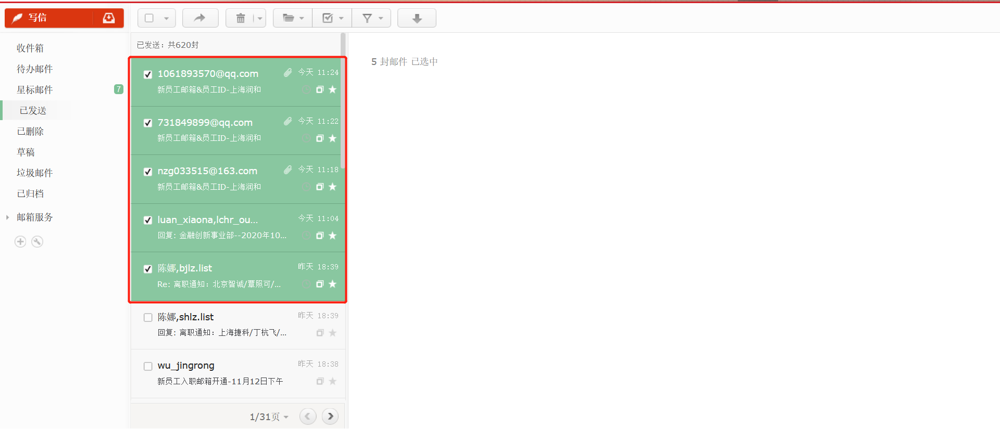 写信
收件箱
待办邮件
星标邮件 7
已发送
已删除
草稿
垃圾邮件
已归档
邮箱服务
已发送：共620封
1061893570@qq.com 今天 11:24
新员工邮箱&员工ID-上海润和
731849899@qq.com 今天 11:22
新员工邮箱&员工ID-上海润和
nzg033515@163.com 今天 11:18
新员工邮箱&员工ID-上海润和
luan_xiaona,lchr_ou... 今天 11:04
回复: 金融创新事业部--2020年10...
陈娜,bjlz.list 昨天 18:39
Re: 离职通知：北京智诚/覃照可/...
陈娜,shlz.list 昨天 18:39
回复: 离职通知：上海捷科/丁杭飞/...
wu_jingrong 昨天 18:38
新员工入职邮箱开通-11月12日下午
1/31页
5 封邮件 已选中